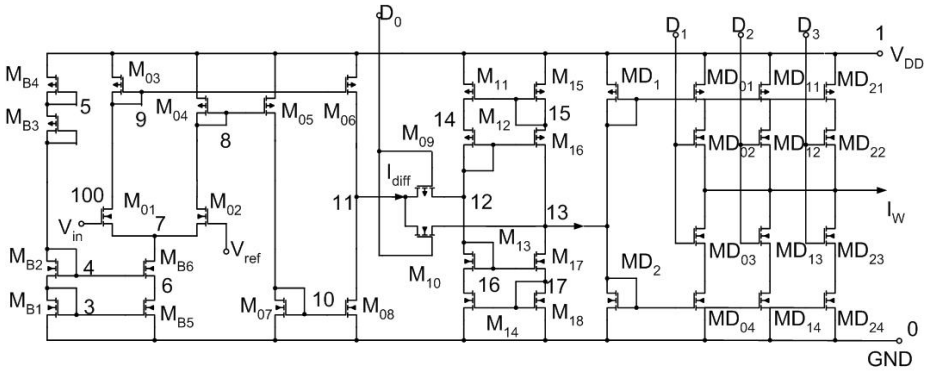 D0
D1 D2 D3 1
VDD
MB4 M03 M11 M15 MD1 MD01 MD11 MD21
5 9 M04 M05 M06
MB3 8 14 M12 15
M09 M16 MD02 MD12 MD22
100 M01 M02 Idiff
Vin 7 11 12 13 IW
Vref
MB2 4 MB6 M10 M13 M17 MD2 MD03 MD13 MD23
6 16 17
MB1 3 MB5 M07 10 M08 M14 M18 MD04 MD14 MD24 0
GND